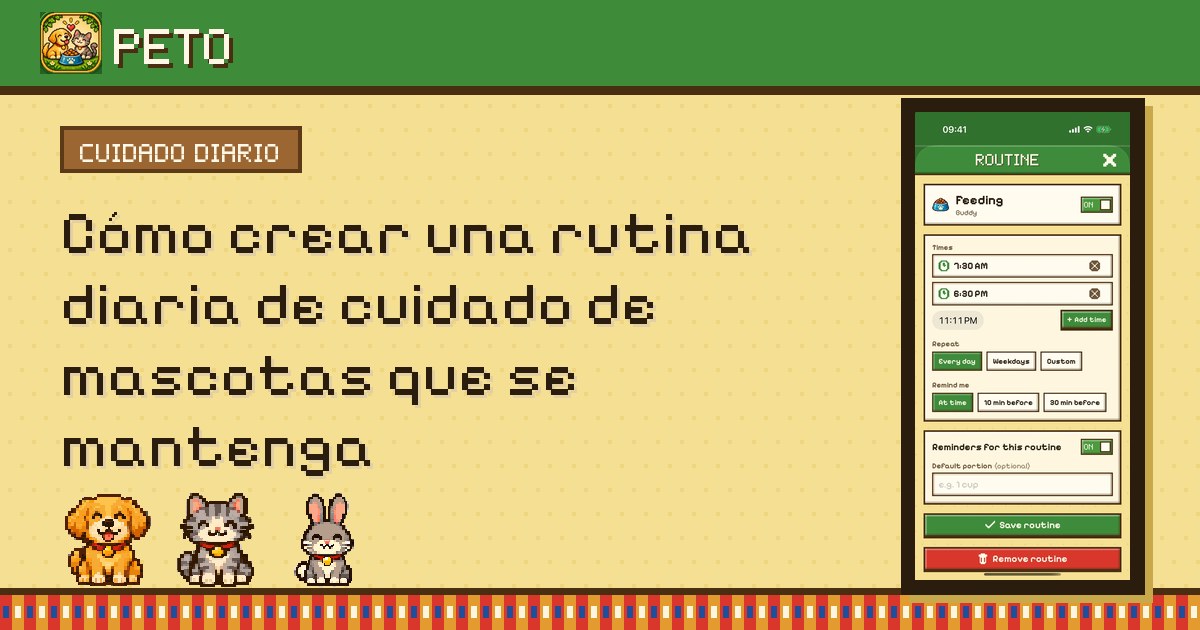 PETO
CUIDADO DIARIO
Cómo crear una rutina
diaria de cuidado de
mascotas que se
mantenga
09:41
ROUTINE
Feeding
Buddy
ON
Times
7:30 AM
6:30 PM
11:11 PM
+ Add time
Repeat
Every day
Weekdays
Custom
Remind me
At time
10 min before
30 min before
Reminders for this routine
ON
Default portion (optional)
e.g. 1 cup
Save routine
Remove routine